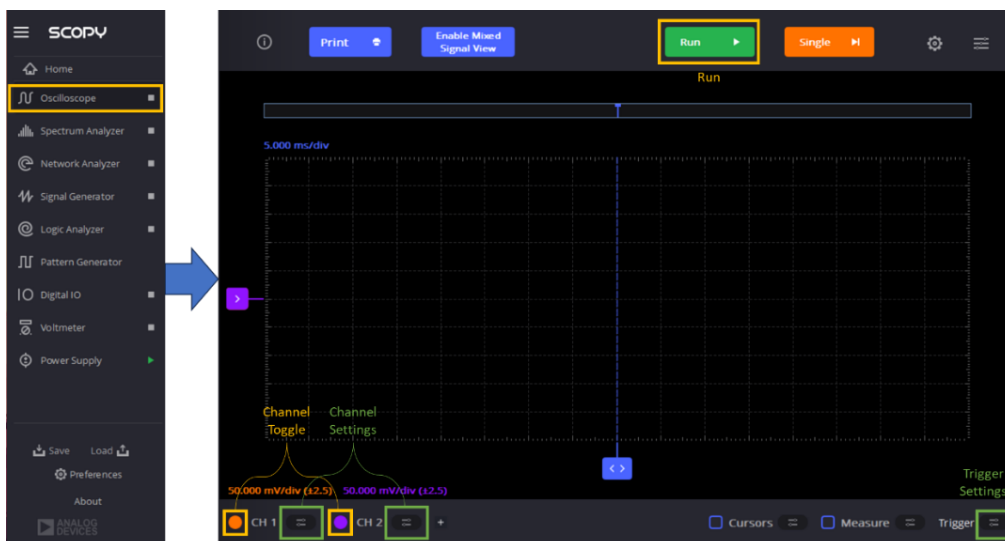 SCOPY
Home
Oscilloscope
Spectrum Analyzer
Network Analyzer
Signal Generator
Logic Analyzer
Pattern Generator
Digital IO
Voltmeter
Power Supply
Save Load
Preferences
About
ANALOG
DEVICES
Print
Enable Mixed
Signal View
Run
Single
Run
5.000 ms/div
Channel
Toggle
Channel
Settings
Trigger
Settings
50.000 mV/div (±2.5) 50.000 mV/div (±2.5)
CH 1 CH 2 + Cursors Measure Trigger